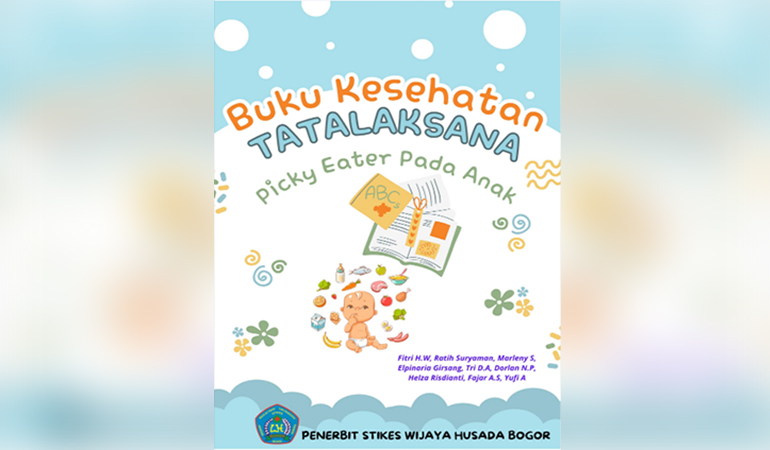 Buku Kesehatan
TATALAKSANA
Picky Eater Pada Anak
ABC
Fitri H.W, Ratih Suryaman, Marleny S,
Elpinaria Girsang, Tri D.A, Dorlan N.P,
Helza Risdianti, Fajar A.S, Yufi A
PENERBIT STIKES WIJAYA HUSADA BOGOR